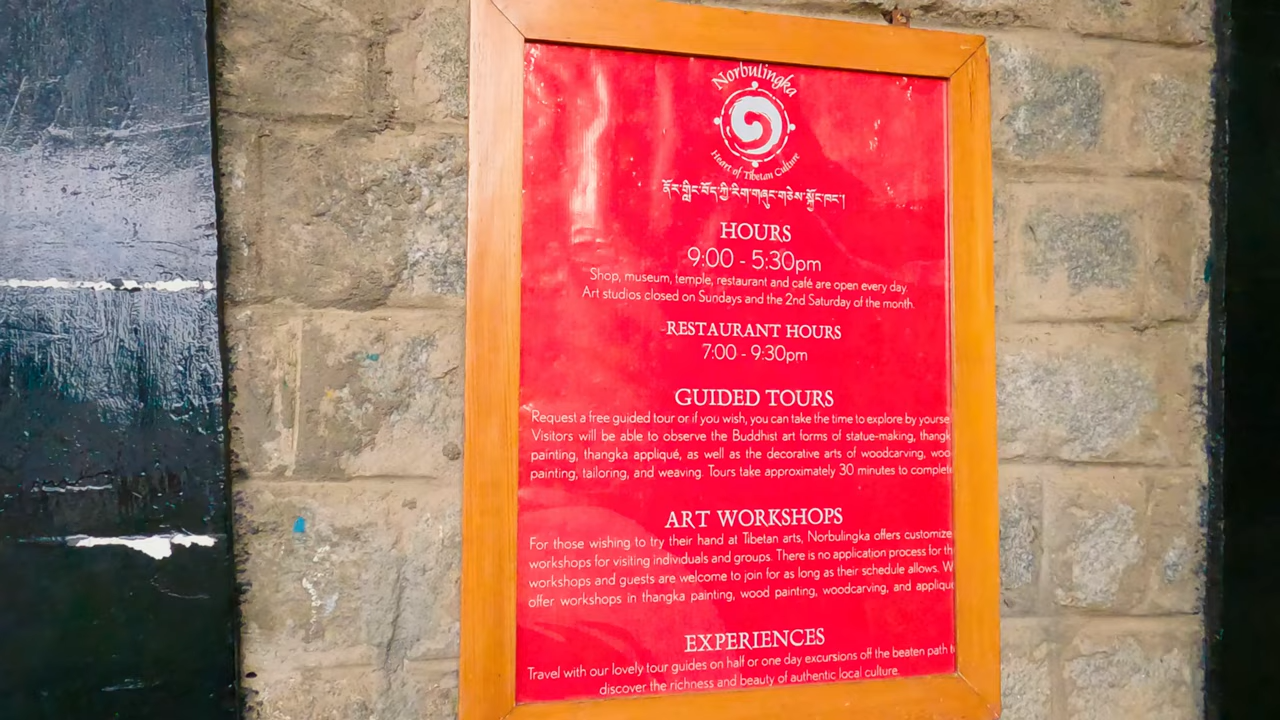 Norbulingka
Heart of Tibetan Culture
ནོར་གླིང་བོད་ཀྱི་རིག་གཞུང་གཅེས་སྐྱོང་ཁང་།
HOURS
9:00 - 5:30pm
Shop, museum, temple, restaurant and café are open every day.
Art studios closed on Sundays and the 2nd Saturday of the month.
RESTAURANT HOURS
7:00 - 9:30pm
GUIDED TOURS
Request a free guided tour or if you wish, you can take the time to explore by yourse
Visitors will be able to observe the Buddhist art forms of statue-making, thangk
painting, thangka appliqué, as well as the decorative arts of woodcarving, woo
painting, tailoring, and weaving. Tours take approximately 30 minutes to complet
ART WORKSHOPS
For those wishing to try their hand at Tibetan arts, Norbulingka offers customize
workshops for visiting individuals and groups. There is no application process for th
workshops and guests are welcome to join for as long as their schedule allows. W
offer workshops in thangka painting, wood painting, woodcarving, and appliqu
EXPERIENCES
Travel with our lovely tour guides on half or one day excursions off the beaten path
discover the richness and beauty of authentic local culture.